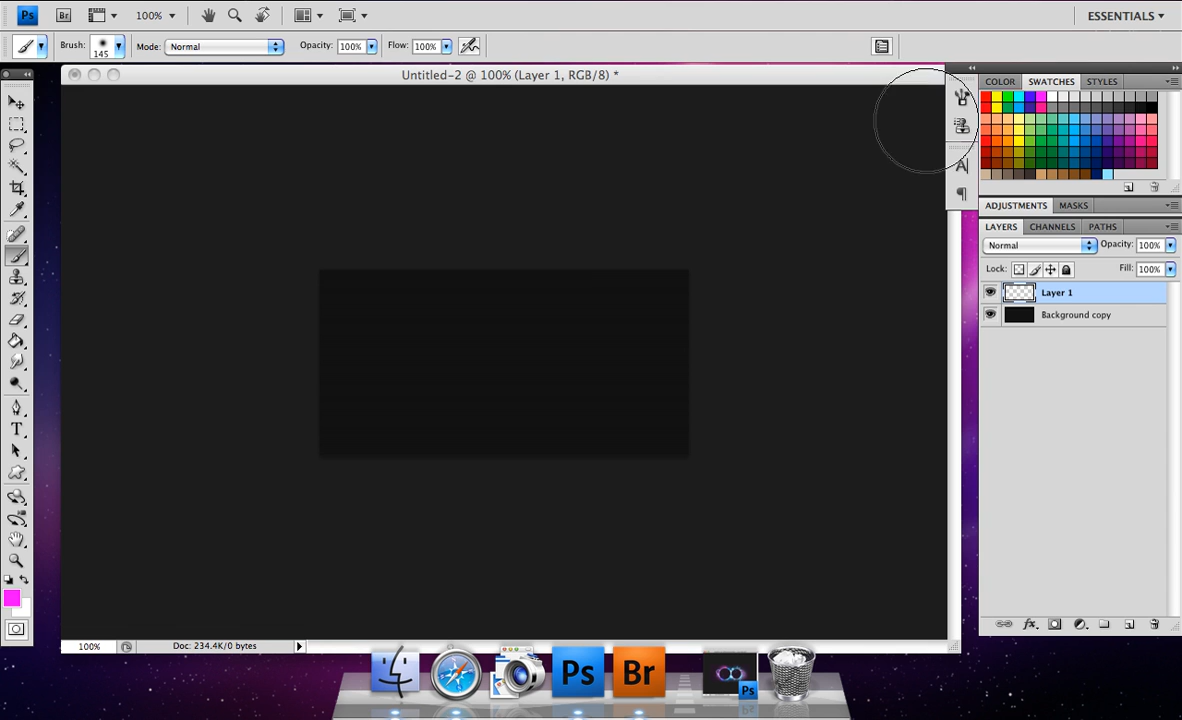 Ps Br 100% ESSENTIALS
Brush: 145 Mode: Normal Opacity: 100% Flow: 100%
Untitled-2 @ 100% (Layer 1, RGB/8) *
COLOR SWATCHES STYLES
A
ADJUSTMENTS MASKS
LAYERS CHANNELS PATHS
Normal Opacity: 100%
Lock: Fill: 100%
Layer 1
Background copy
T
100% Doc: 234.4K/0 bytes
fx
Ps Br Ps